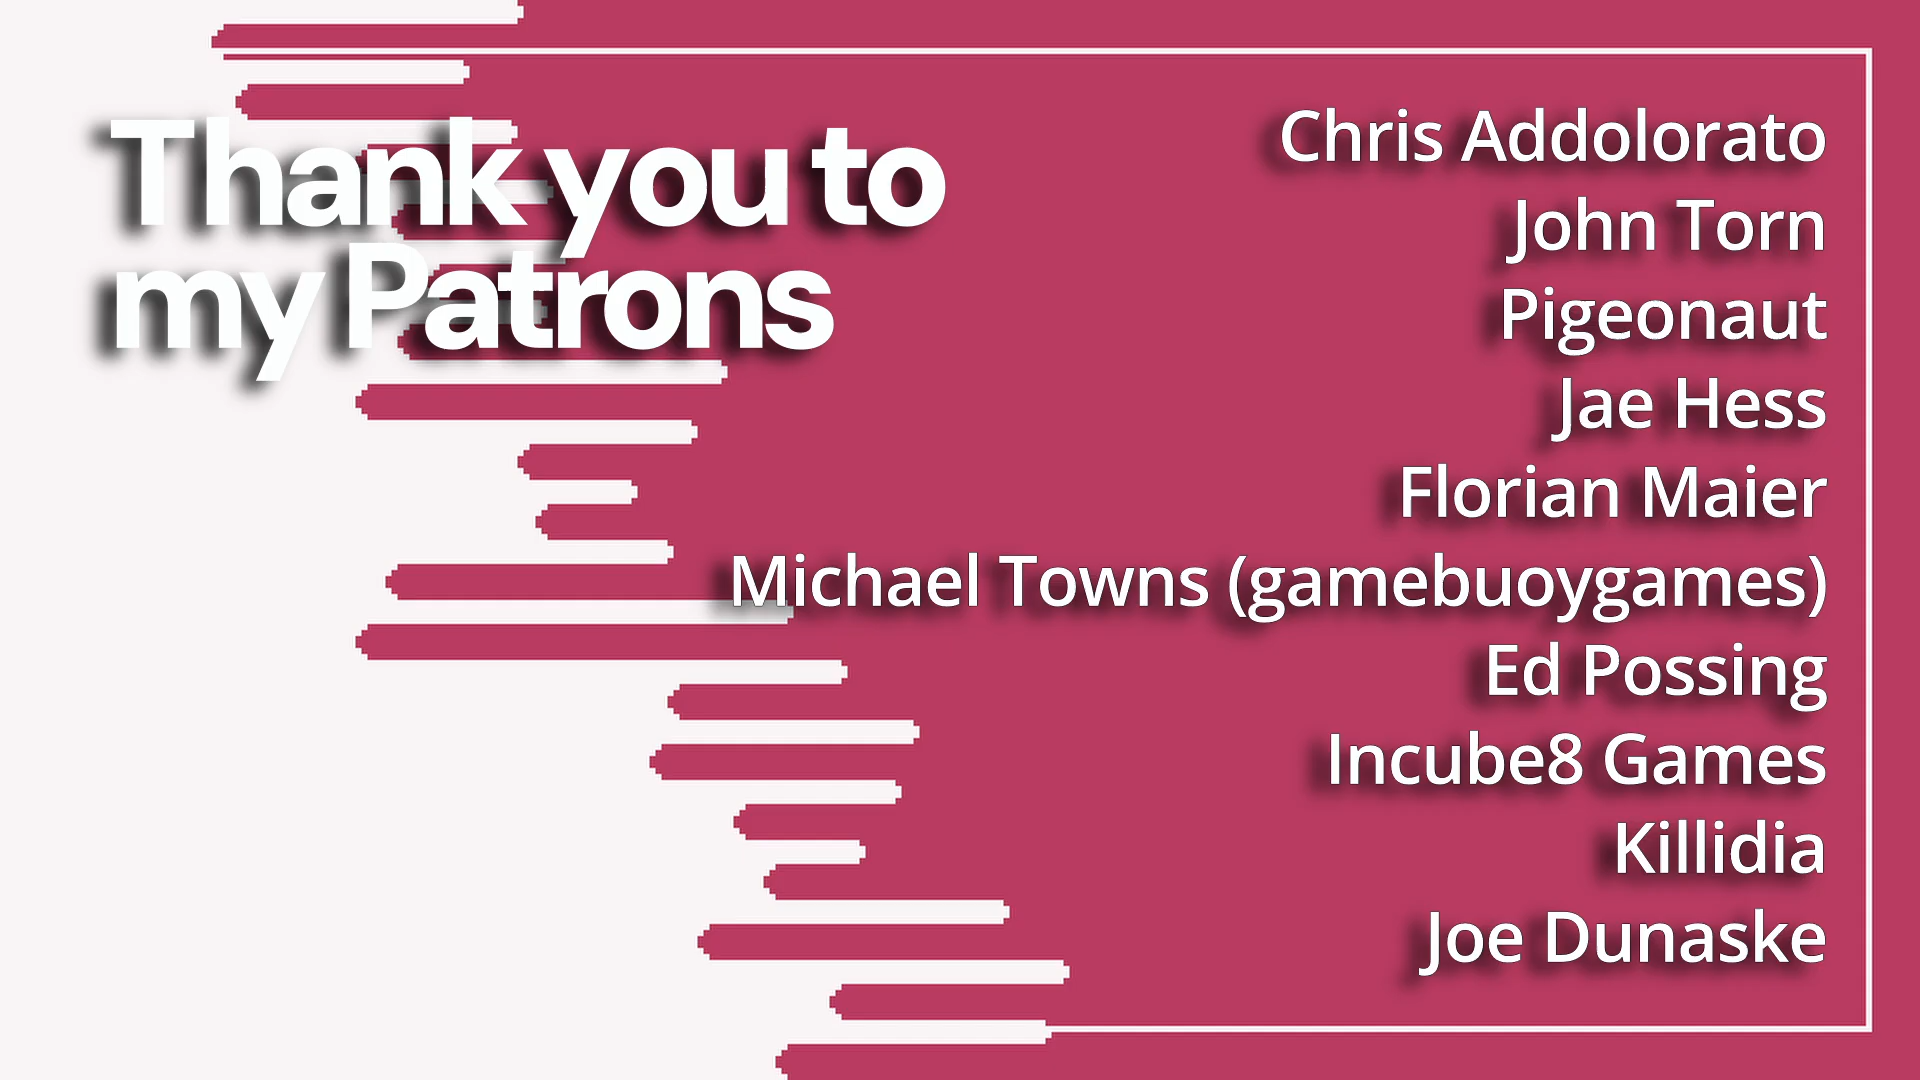 Thank you to
my Patrons
Chris Addolorato
John Torn
Pigeonaut
Jae Hess
Florian Maier
Michael Towns (gamebuoygames)
Ed Possing
Incube8 Games
Killidia
Joe Dunaske